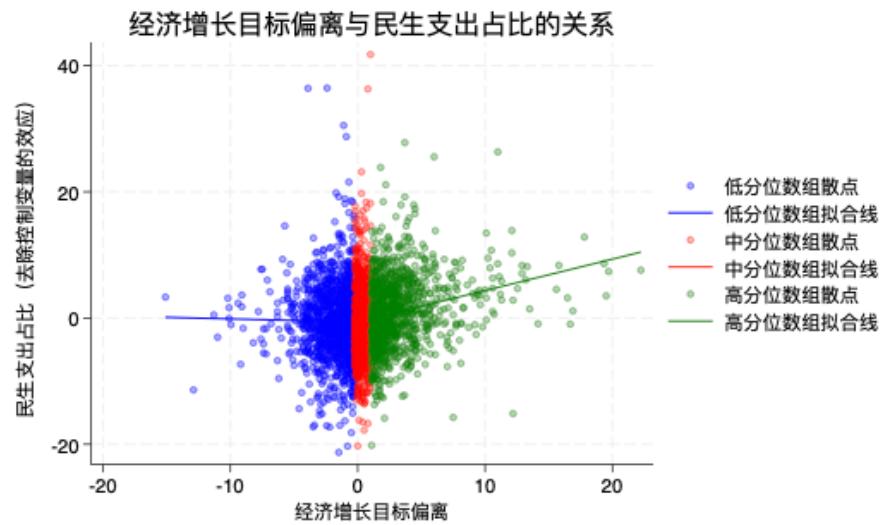 经济增长目标偏离与民生支出占比的关系
民生支出占比（去除控制变量的效应）
40
20
0
-20
-20
-10
0
10
20
经济增长目标偏离
低分位数组散点
低分位数组拟合线
中分位数组散点
中分位数组拟合线
高分位数组散点
高分位数组拟合线